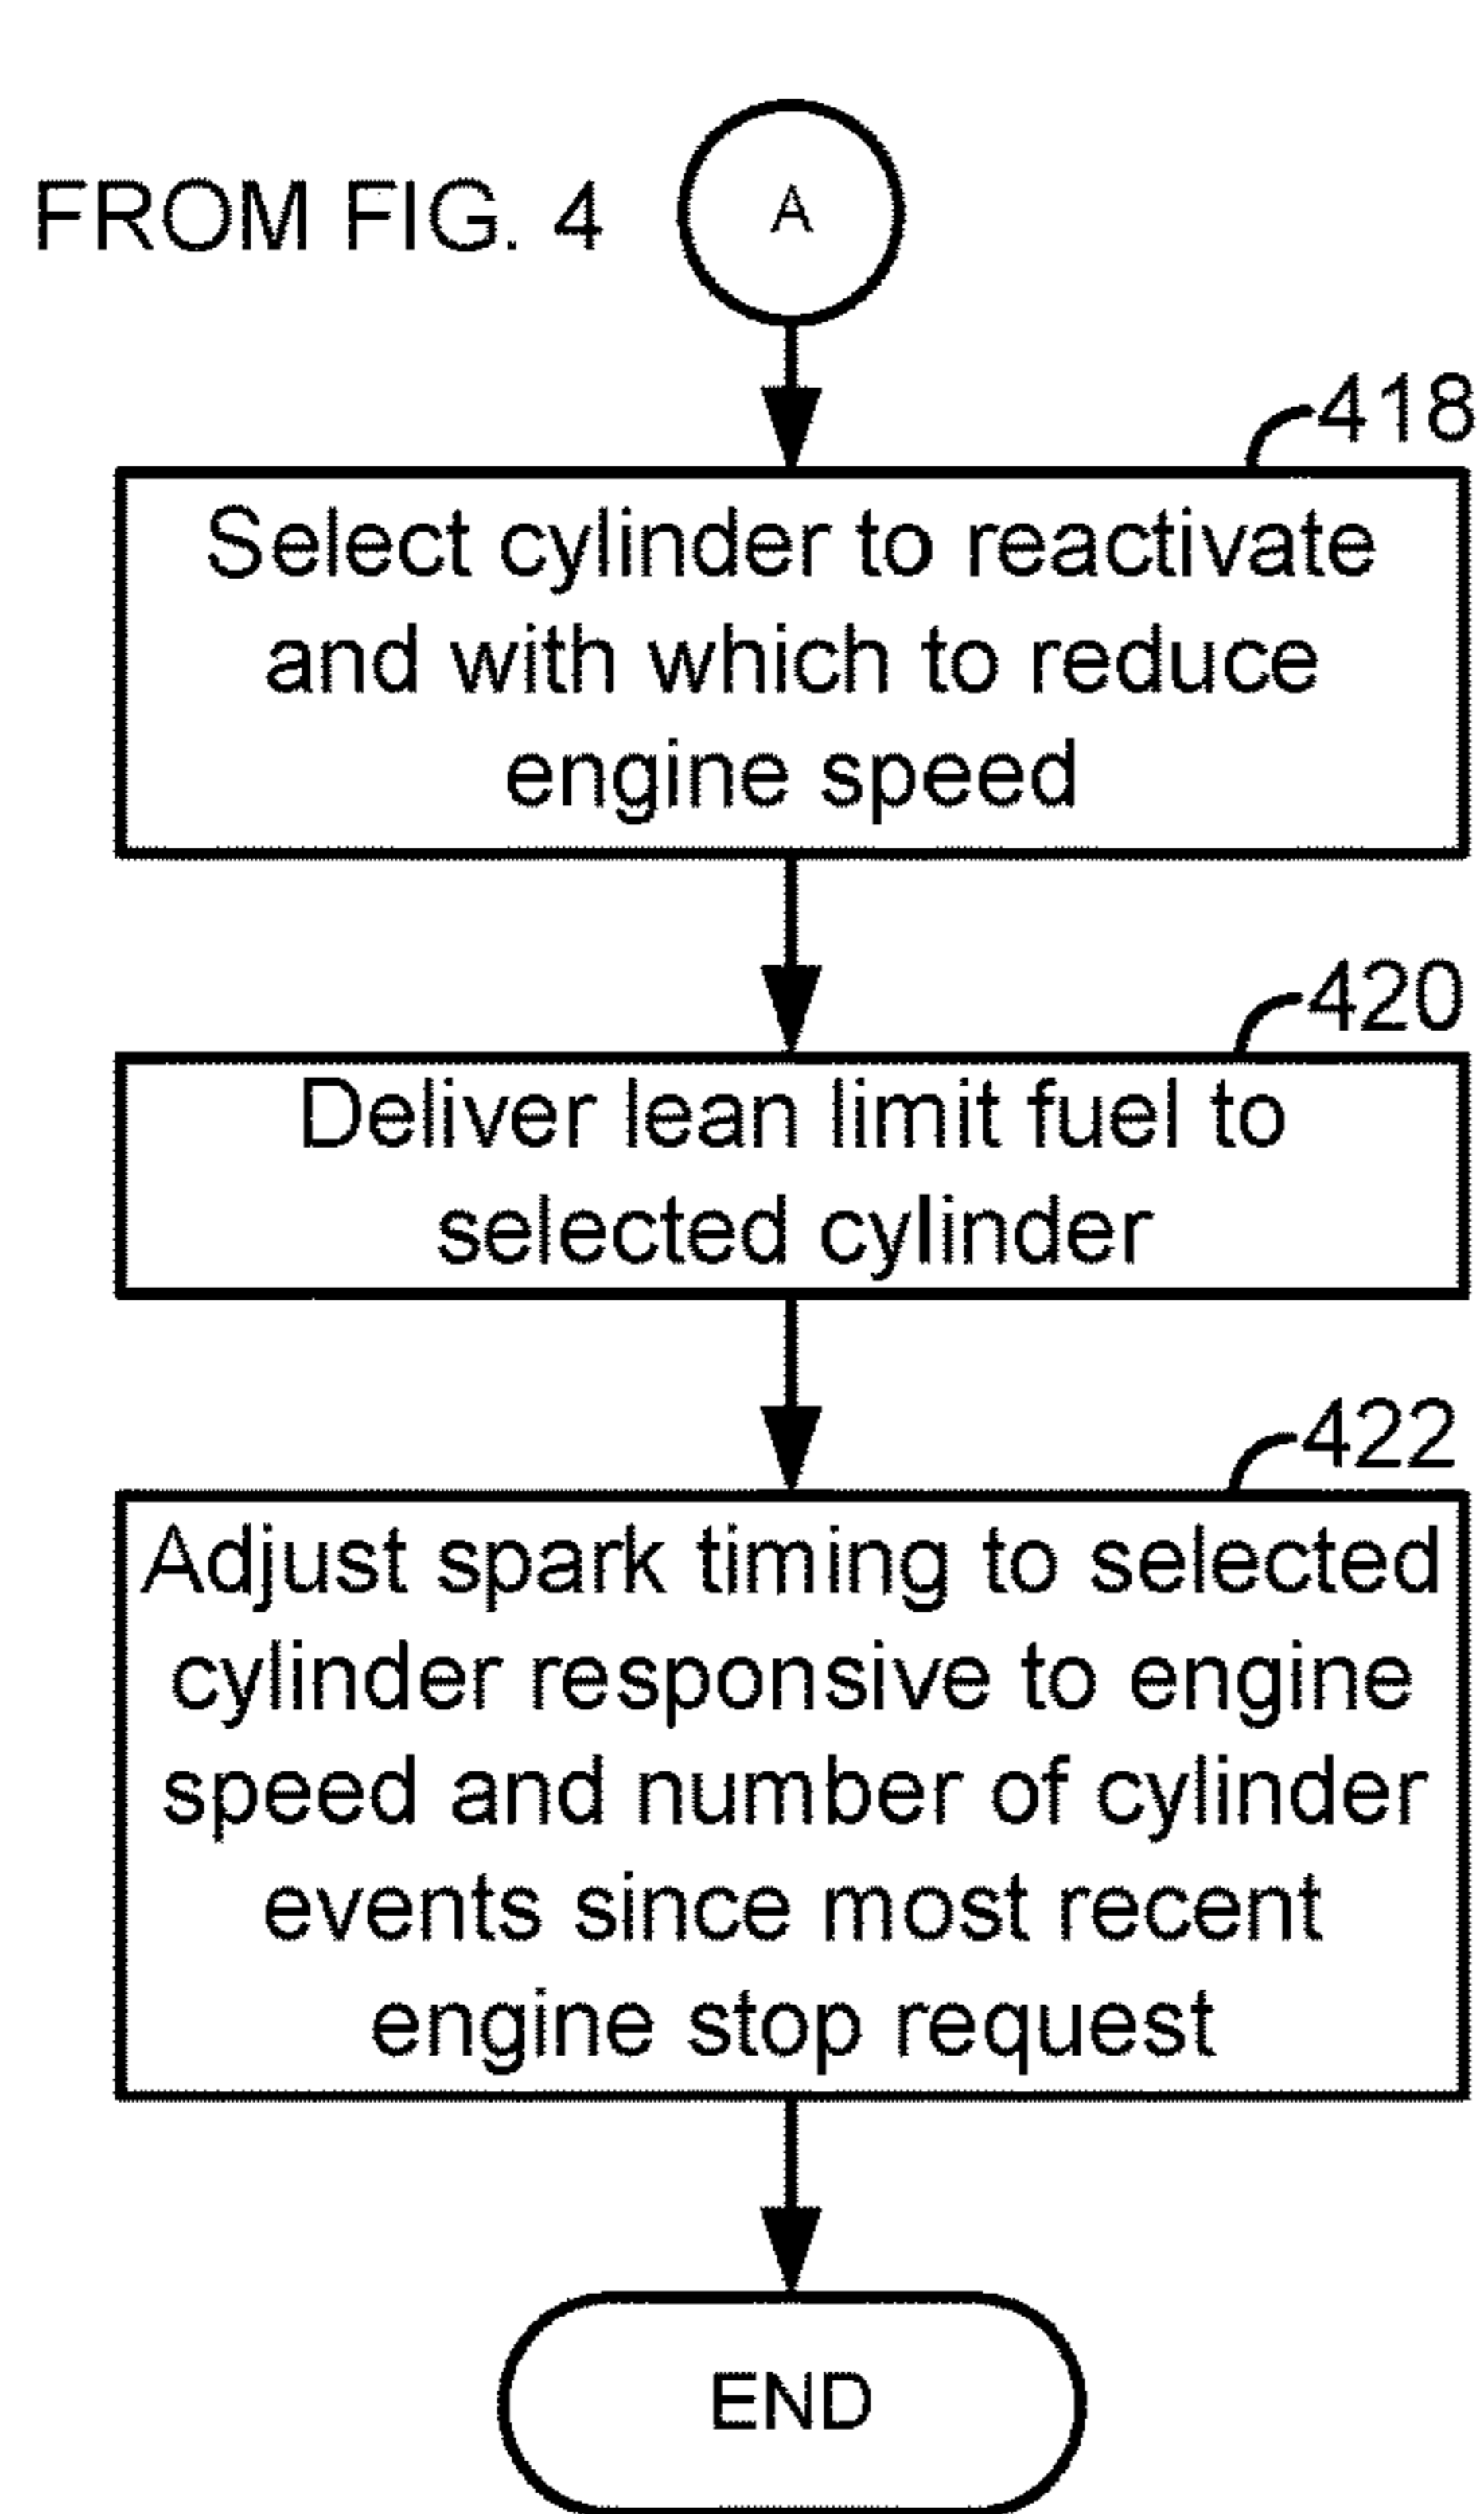 FROM FIG. 4
A
418
Select cylinder to reactivate
and with which to reduce
engine speed
420
Deliver lean limit fuel to
selected cylinder
422
Adjust spark timing to selected
cylinder responsive to engine
speed and number of cylinder
events since most recent
engine stop request
END